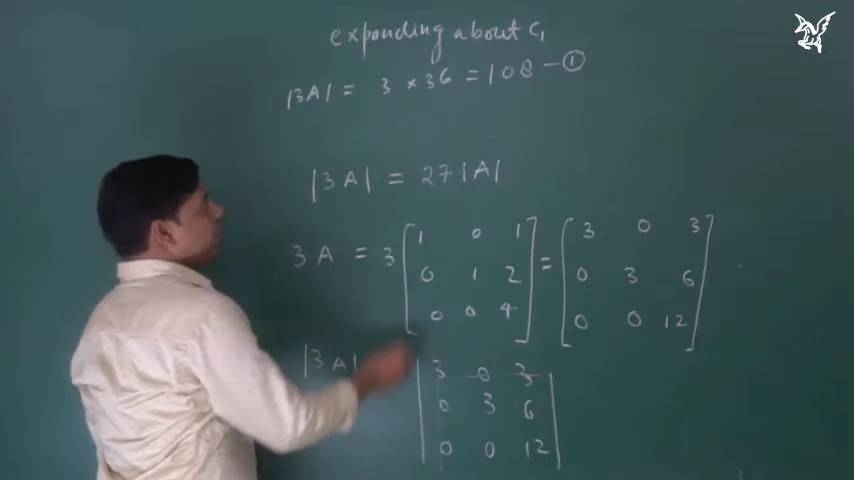 expanding about C₁
|3A| = 3 × 36 = 108 – ①
|3A| = 27|A|
3A = 3 [ 1 0 1 = [ 3 0 3
0 1 2 0 3 6
0 0 4 ] 0 0 12 ]
|3A| | 3 0 3
0 3 6
0 0 12 |